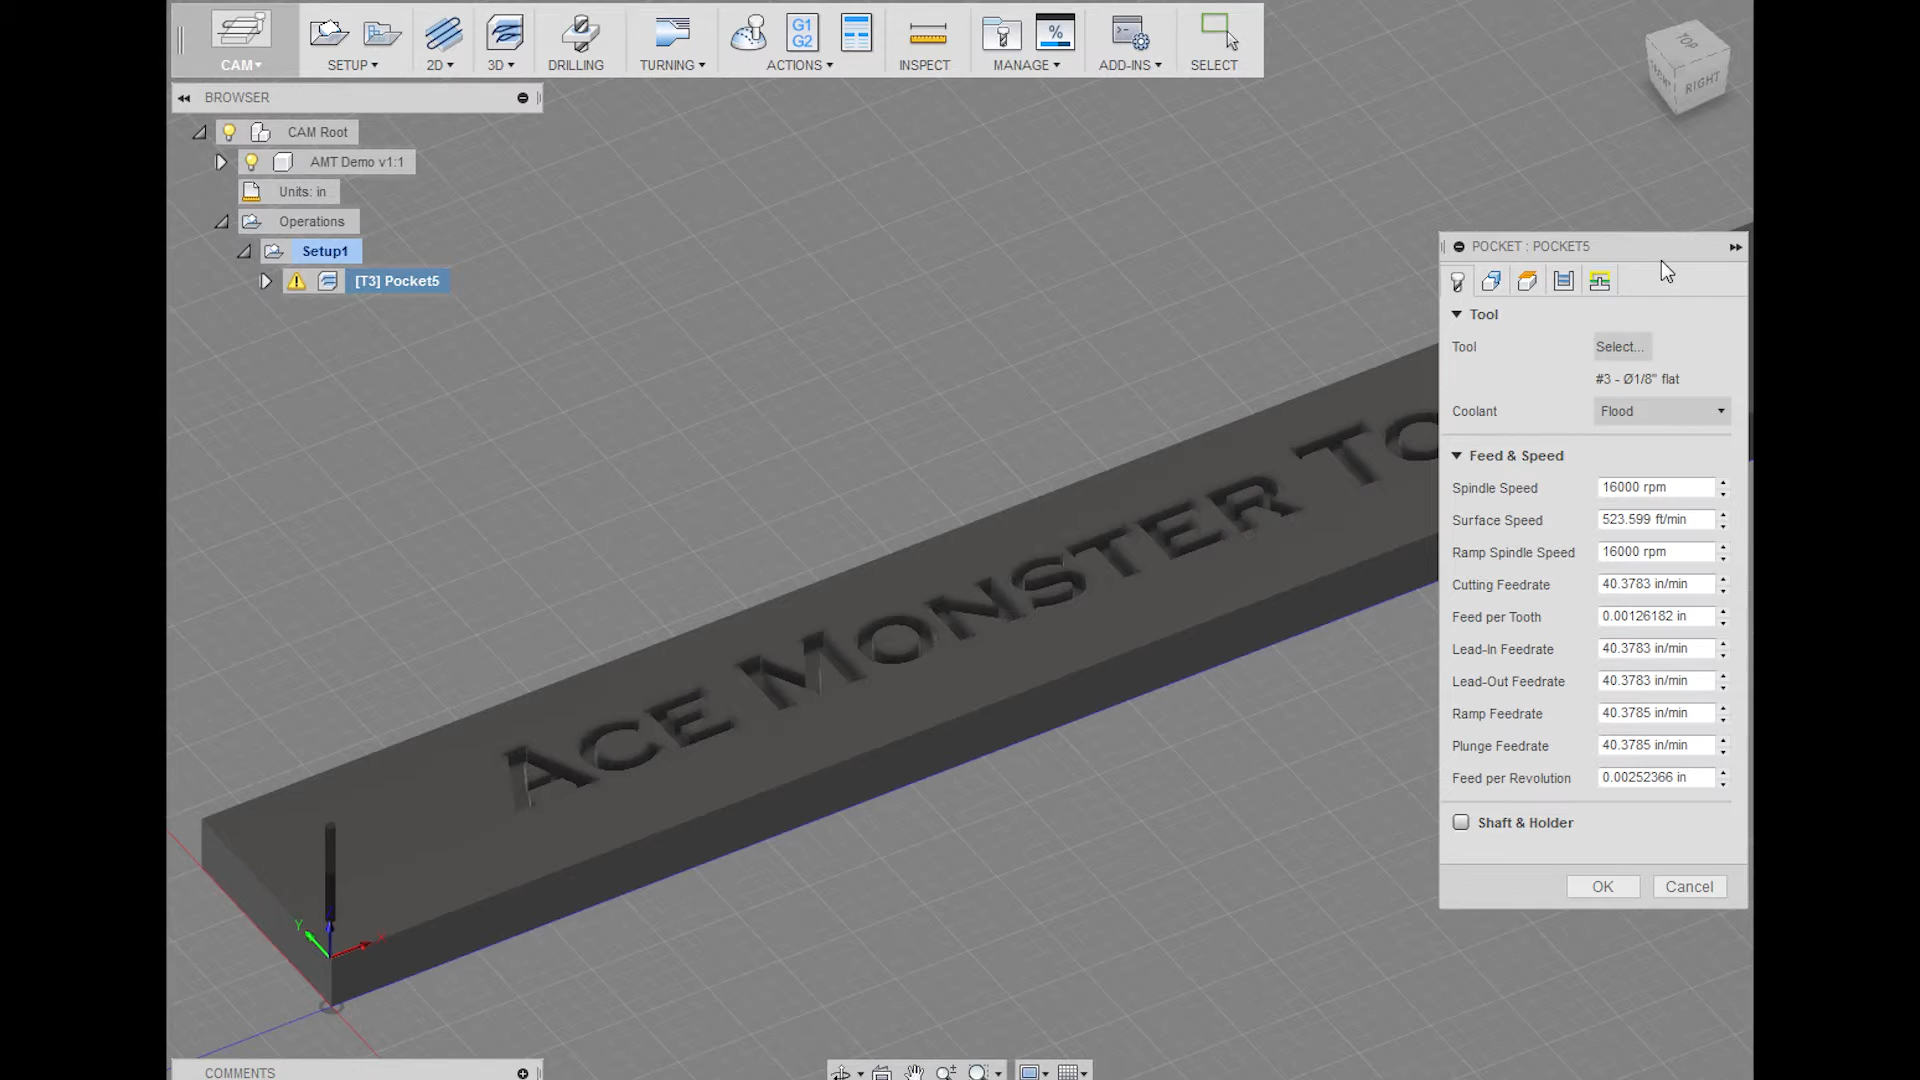 CAM
SETUP
2D
3D
DRILLING
TURNING
G1
G2
ACTIONS
INSPECT
%
MANAGE
ADD-INS
SELECT
TOP
RIGHT
BROWSER
CAM Root
AMT Demo v1:1
Units: in
Operations
Setup1
[T3] Pocket5
ACE MONSTER TO
X
Y
POCKET : POCKET5
Tool
Tool Select...
#3 - Ø1/8" flat
Coolant Flood
Feed & Speed
Spindle Speed 16000 rpm
Surface Speed 523.599 ft/min
Ramp Spindle Speed 16000 rpm
Cutting Feedrate 40.3783 in/min
Feed per Tooth 0.00126182 in
Lead-In Feedrate 40.3783 in/min
Lead-Out Feedrate 40.3783 in/min
Ramp Feedrate 40.3785 in/min
Plunge Feedrate 40.3785 in/min
Feed per Revolution 0.00252366 in
Shaft & Holder
OK Cancel
COMMENTS